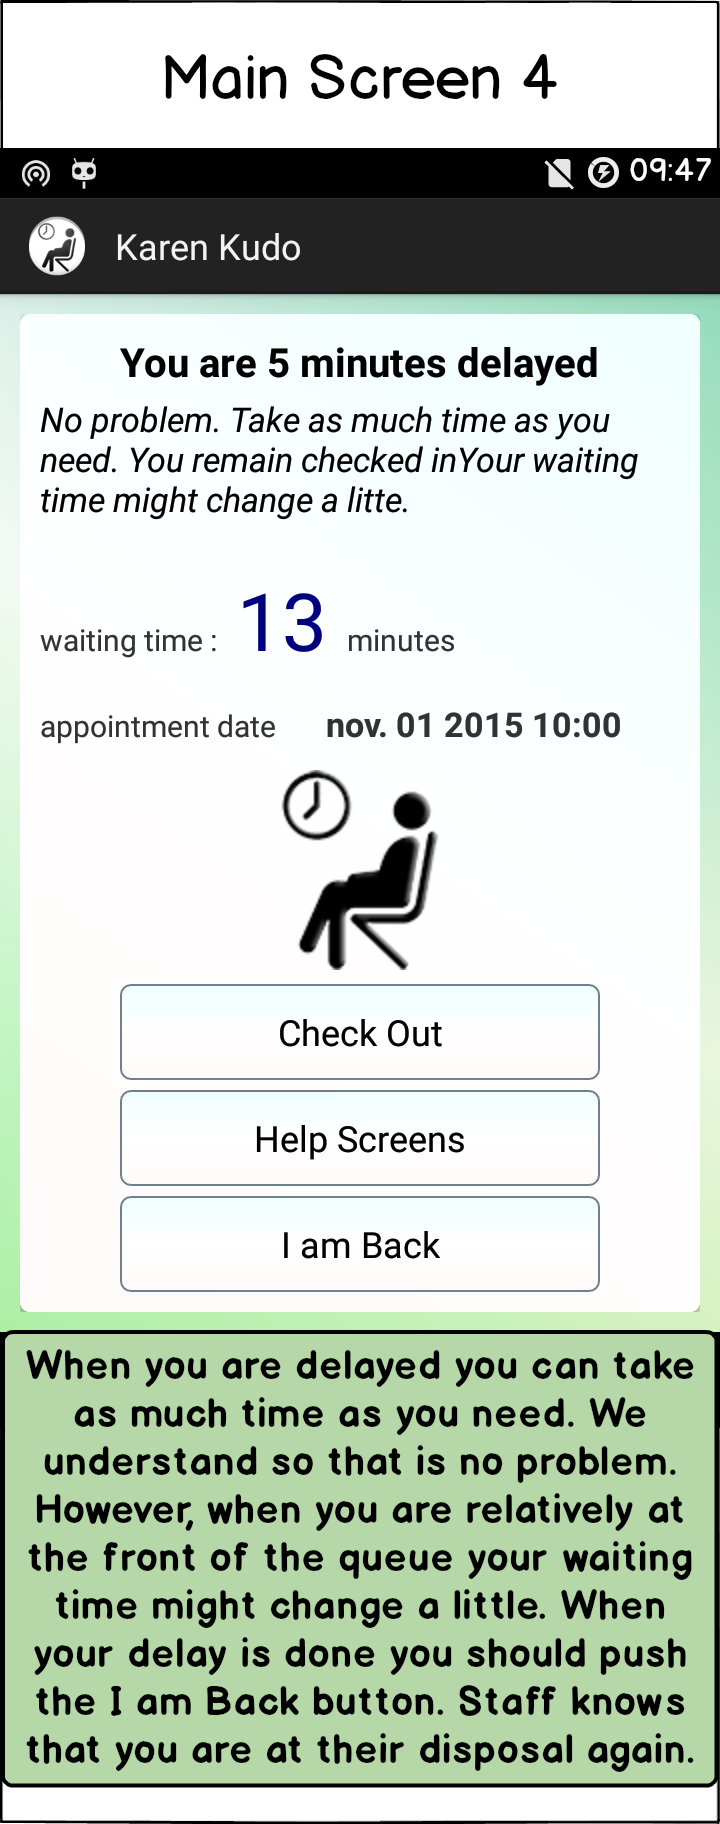 Main Screen 4
09:47
Karen Kudo
You are 5 minutes delayed
No problem. Take as much time as you
need. You remain checked inYour waiting
time might change a litte.
waiting time : 13 minutes
appointment date nov. 01 2015 10:00
Check Out
Help Screens
I am Back
When you are delayed you can take
as much time as you need. We
understand so that is no problem.
However, when you are relatively at
the front of the queue your waiting
time might change a little. When
your delay is done you should push
the I am Back button. Staff knows
that you are at their disposal again.